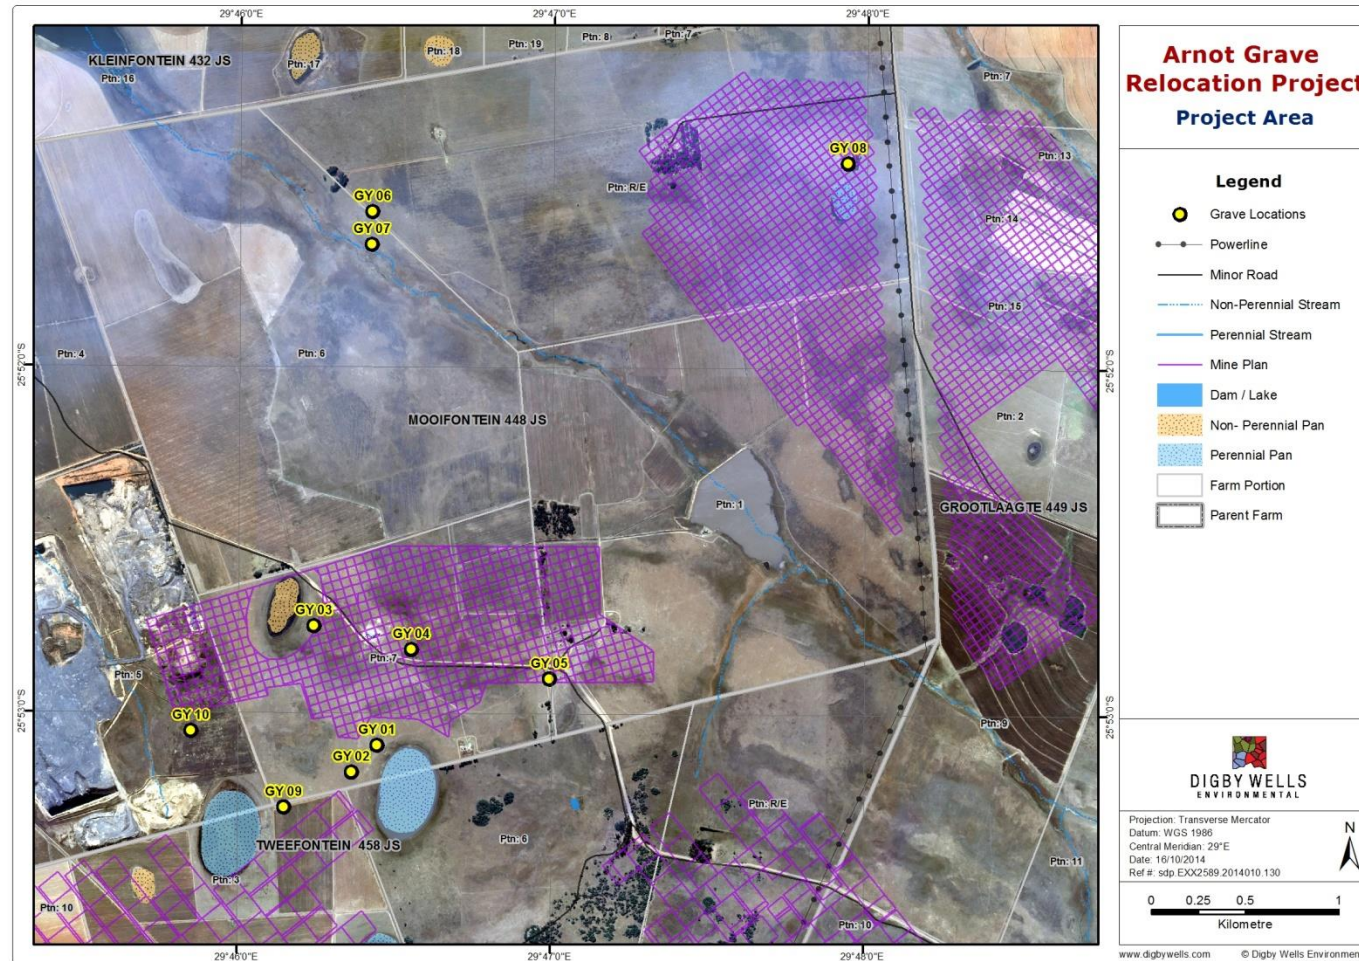 29°46'0"E
29°47'0"E
29°48'0"E
KLEINFONTEIN 432 JS
Ptn: 16
Ptn: 17
Ptn: 18
Ptn: 19
Ptn: 8
Ptn: 7
Ptn: 7
Ptn: 13
GY 08
Ptn: R/E
GY 06
GY 07
Ptn: 14
Ptn: 15
25°52'0"S
Ptn: 4
Ptn: 6
25°52'0"S
MOOIFONTEIN 448 JS
Ptn: 2
Ptn: 1
GROOTLAAGTE 449 JS
GY 03
GY 04
Ptn: 7
GY 05
Ptn: 5
25°53'0"S
GY 10
GY 01
GY 02
GY 09
Ptn: 9
25°53'0"S
Ptn: R/E
Ptn: 6
TWEEFONTEIN 458 JS
Ptn: 3
Ptn: 10
Ptn: 11
Ptn: 10
29°46'0"E
29°47'0"E
29°48'0"E
Arnot Grave
Relocation Project
Project Area
Legend
Grave Locations
Powerline
Minor Road
Non-Perennial Stream
Perennial Stream
Mine Plan
Dam / Lake
Non- Perennial Pan
Perennial Pan
Farm Portion
Parent Farm
DIGBY WELLS
ENVIRONMENTAL
Projection: Transverse Mercator
Datum: WGS 1986
Central Meridian: 29°E
Date: 16/10/2014
Ref #: sdp.EXX2589.2014010.130
N
0 0.25 0.5 1
Kilometre
www.digbywells.com © Digby Wells Environmen